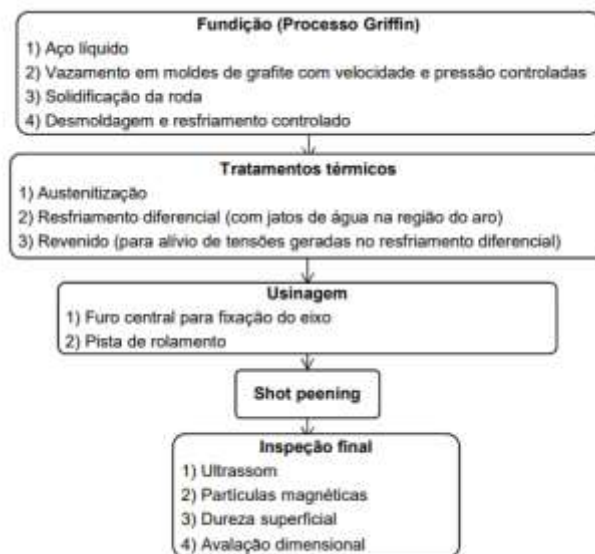 Fundição (Processo Griffin)
1) Aço líquido
2) Vazamento em moldes de grafite com velocidade e pressão controladas
3) Solidificação da roda
4) Desmoldagem e resfriamento controlado
Tratamentos térmicos
1) Austenitização
2) Resfriamento diferencial (com jatos de água na região do aro)
3) Revenido (para alívio de tensões geradas no resfriamento diferencial)
Usinagem
1) Furo central para fixação do eixo
2) Pista de rolamento
Shot peening
Inspeção final
1) Ultrassom
2) Partículas magnéticas
3) Dureza superficial
4) Avalação dimensional